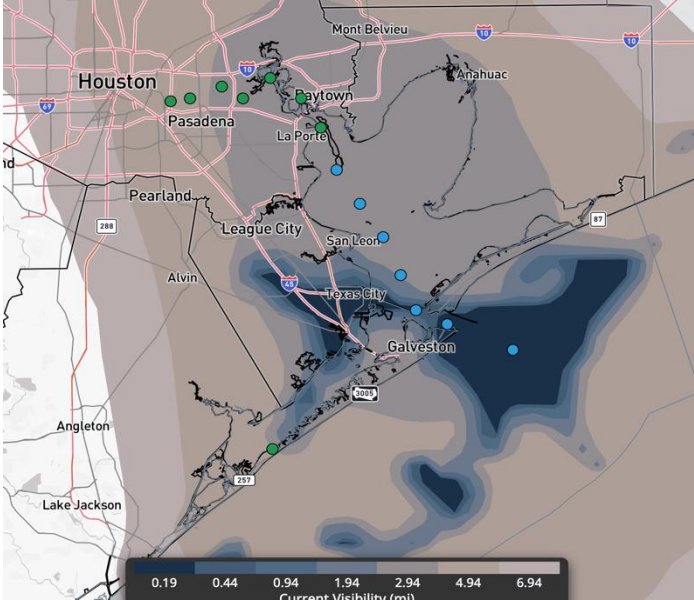 Mont Belvieu
10
10
Houston
10
Anahuac
69
Baytown
Pasadena
La Porte
Pearland
87
288
League City
San Leon
Alvin
45
Texas City
Galveston
3005
Angleton
257
Lake Jackson
0.19 0.44 0.94 1.94 2.94 4.94 6.94
Current Visibility (mi)